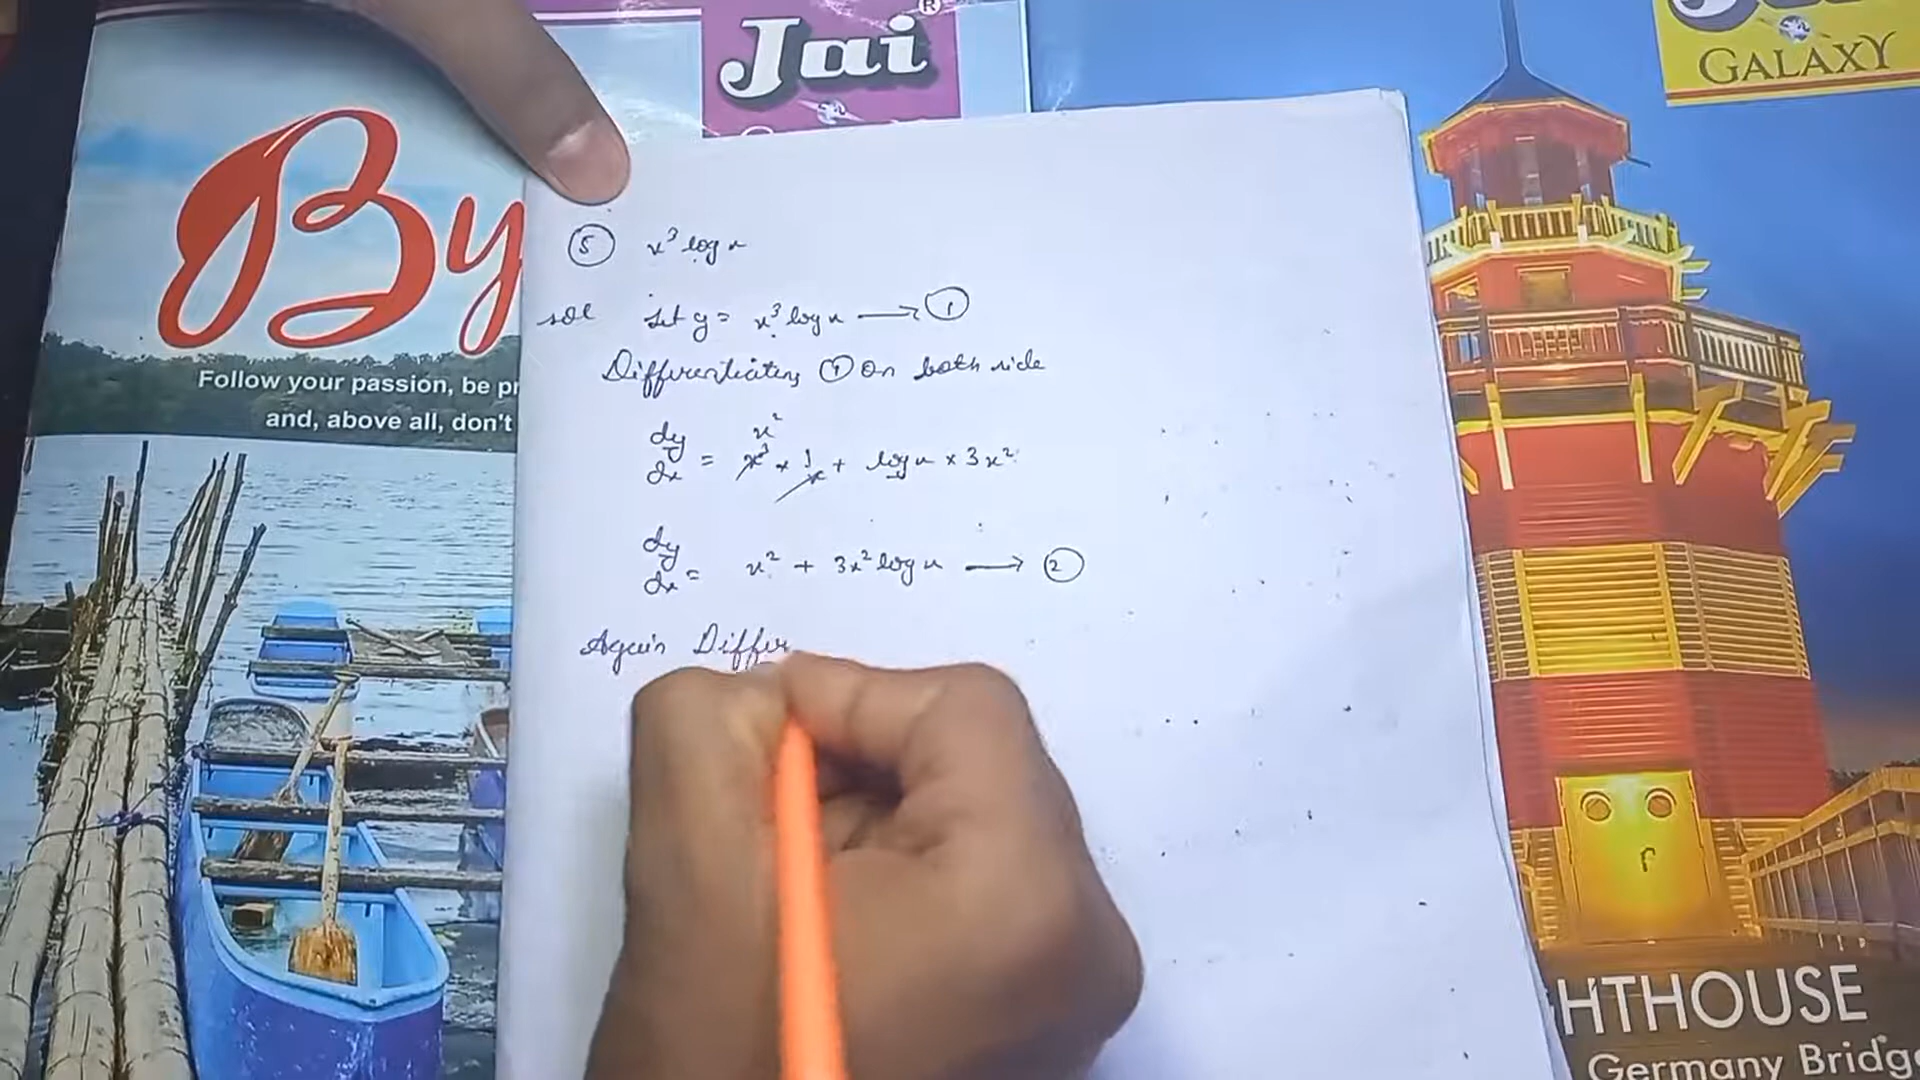 Jai
®
GALAXY
By
Follow your passion, be pr
and, above all, don't
5 x³ log x
sol Let y = x³ log x ⟶ 1
Differentiating 1 On both side
dy/dx = x³ × 1/x + log x × 3x²
x²
dy/dx = x² + 3x² log x ⟶ 2
Again Differ
HTHOUSE
Germany Bridge